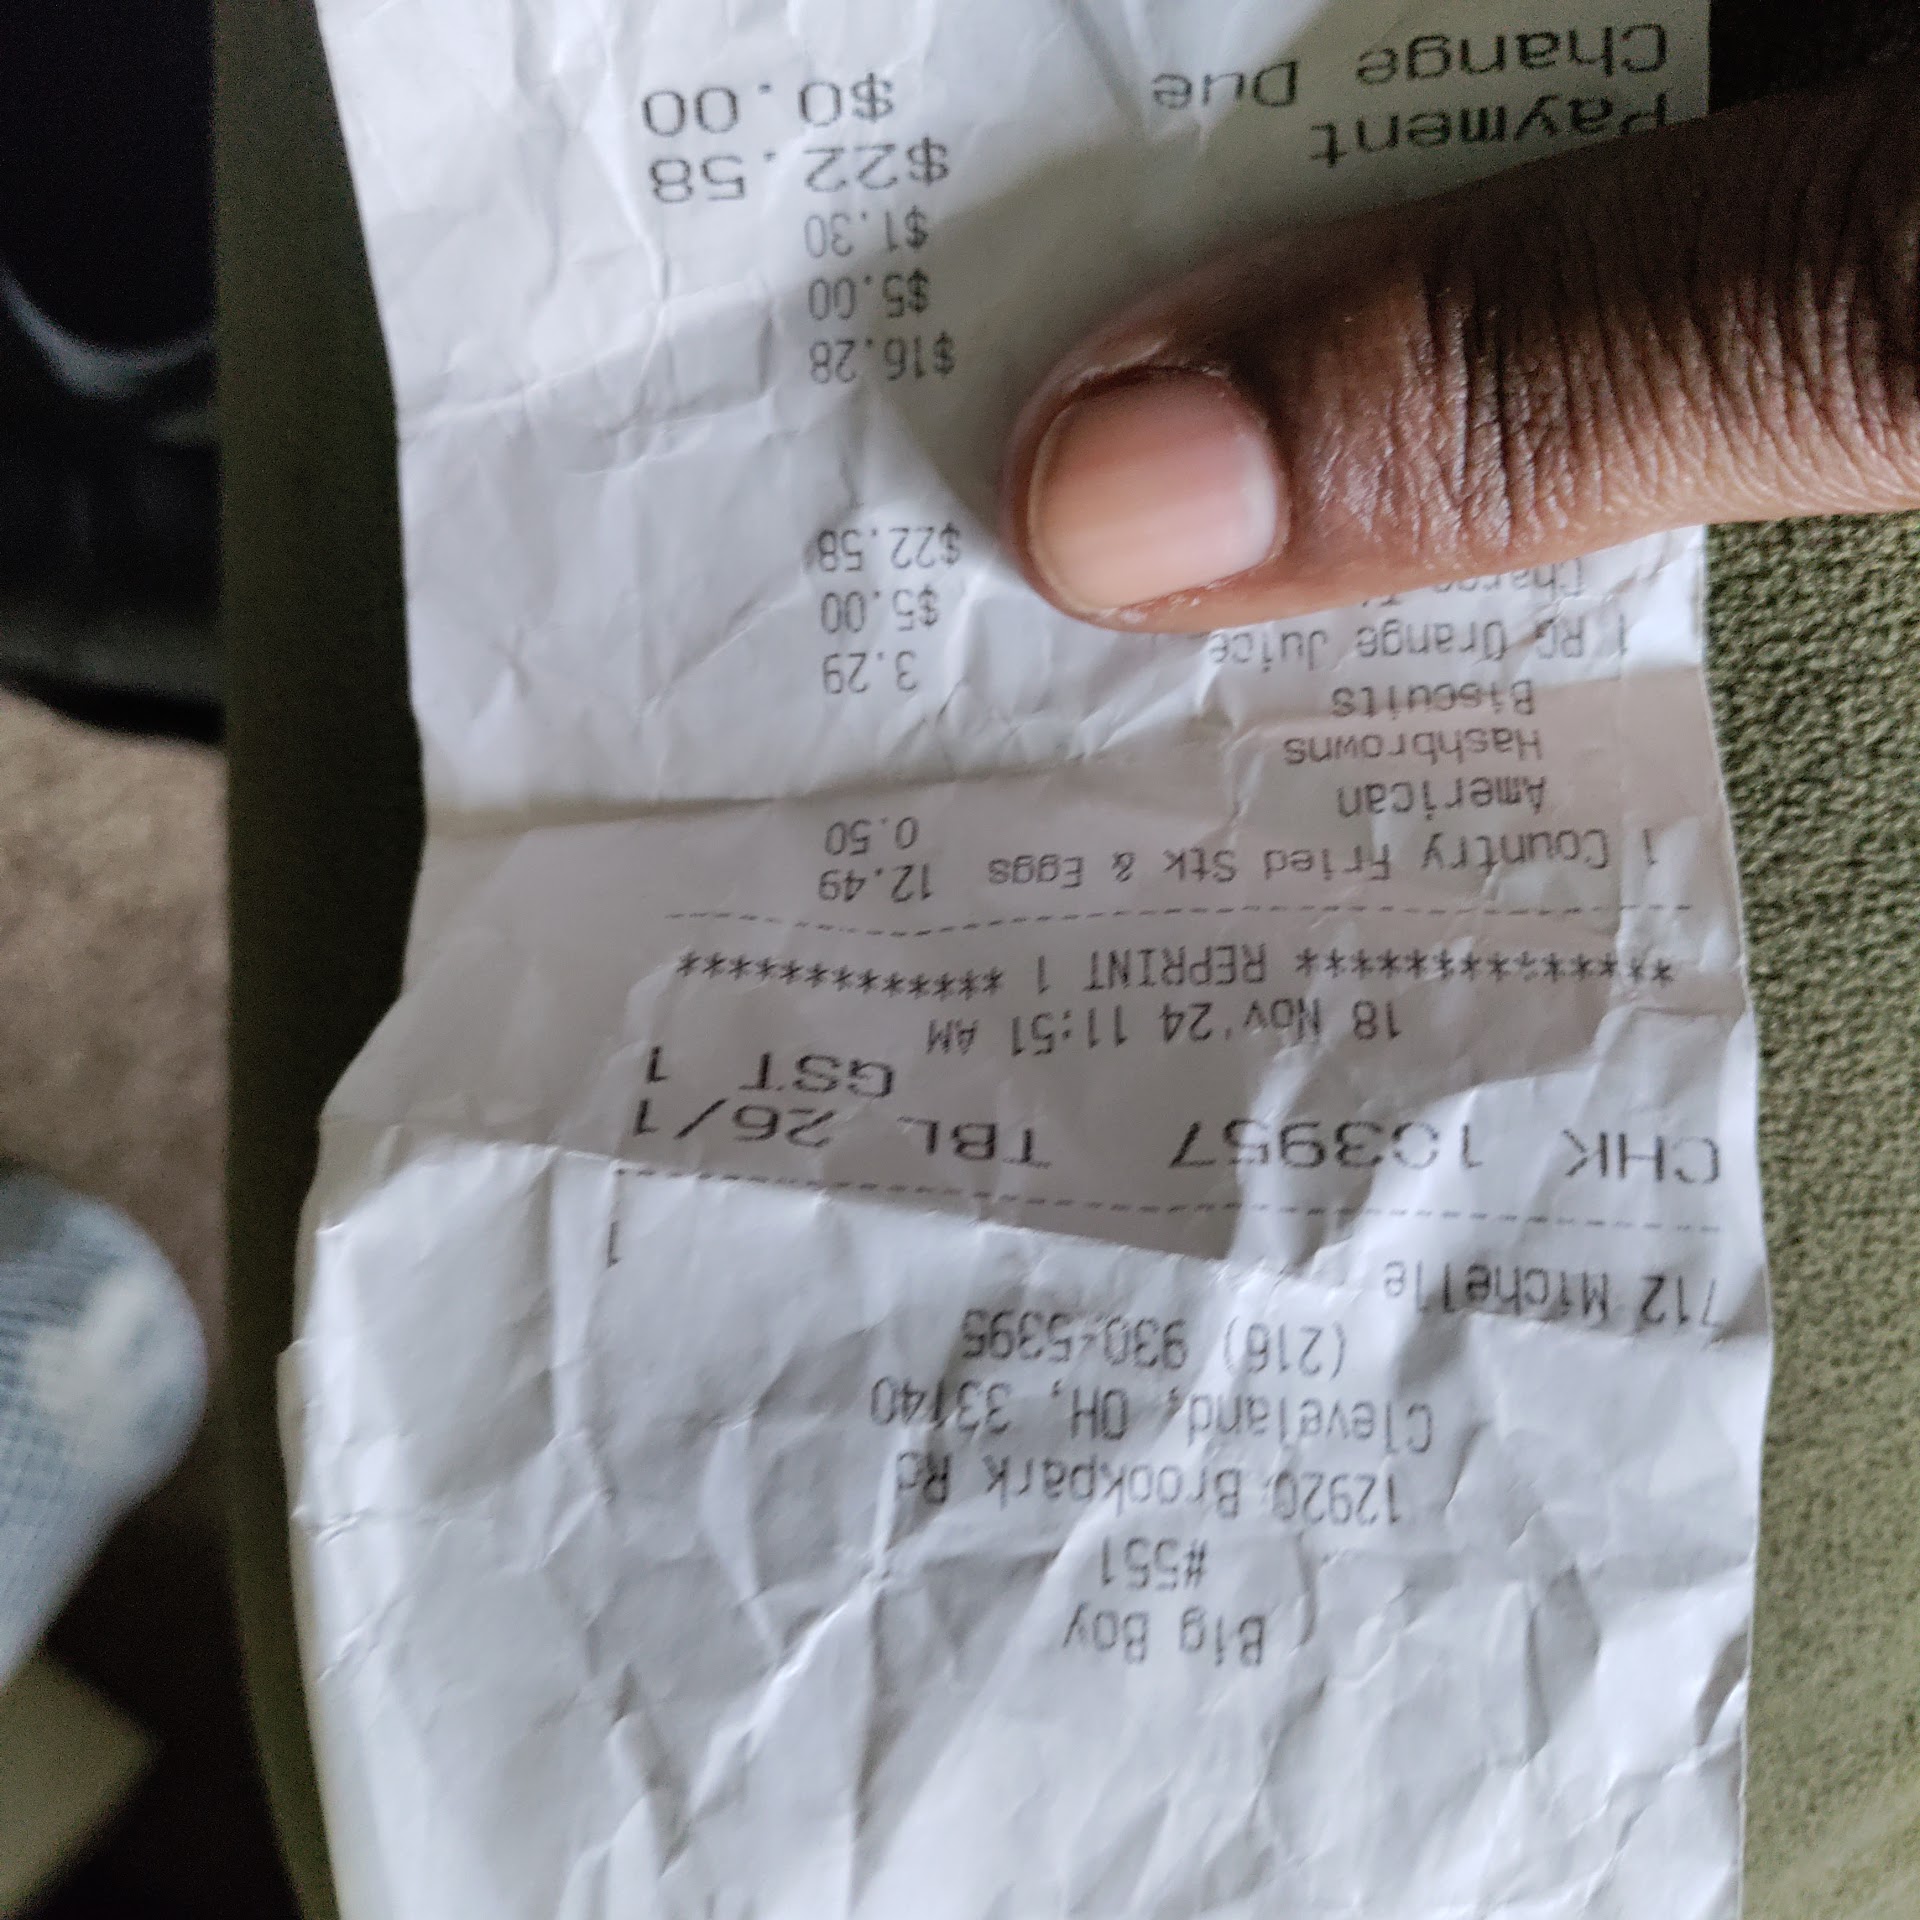 Big Boy
#551
12920 Brookpark Rd
Cleveland, OH, 33140
(216) 930-5395
712 Michelle 1
CHK 103957 TBL 26/1
GST 1
18 Nov'24 11:51 AM
************** REPRINT 1 *************
1 Country Fried Stk & Eggs 12.49
American 0.50
Hashbrowns
Biscuits
1 RG Orange Juice 3.29
$5.00
$22.58
$16.28
$5.00
$1.30
Payment $22.58
Change Due $0.00